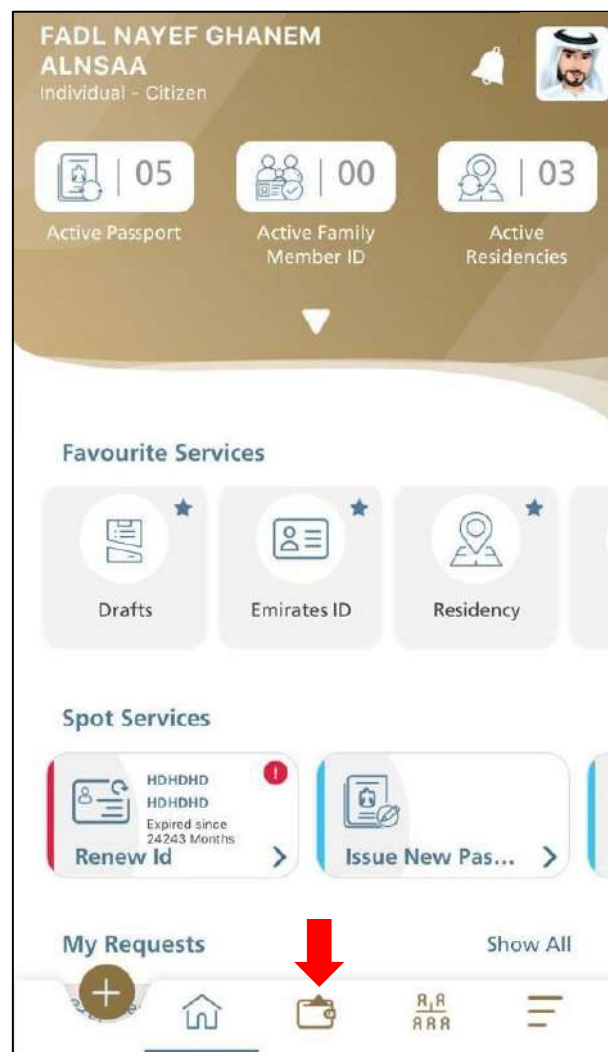 FADL NAYEF GHANEM
ALNSAA
Individual - Citizen
05
00
03
Active Passport
Active Family
Member ID
Active
Residencies
Favourite Services
Drafts
Emirates ID
Residency
Spot Services
HDHDHD
HDHDHD
Expired since
24243 Months
Renew Id
Issue New Pas...
My Requests
Show All